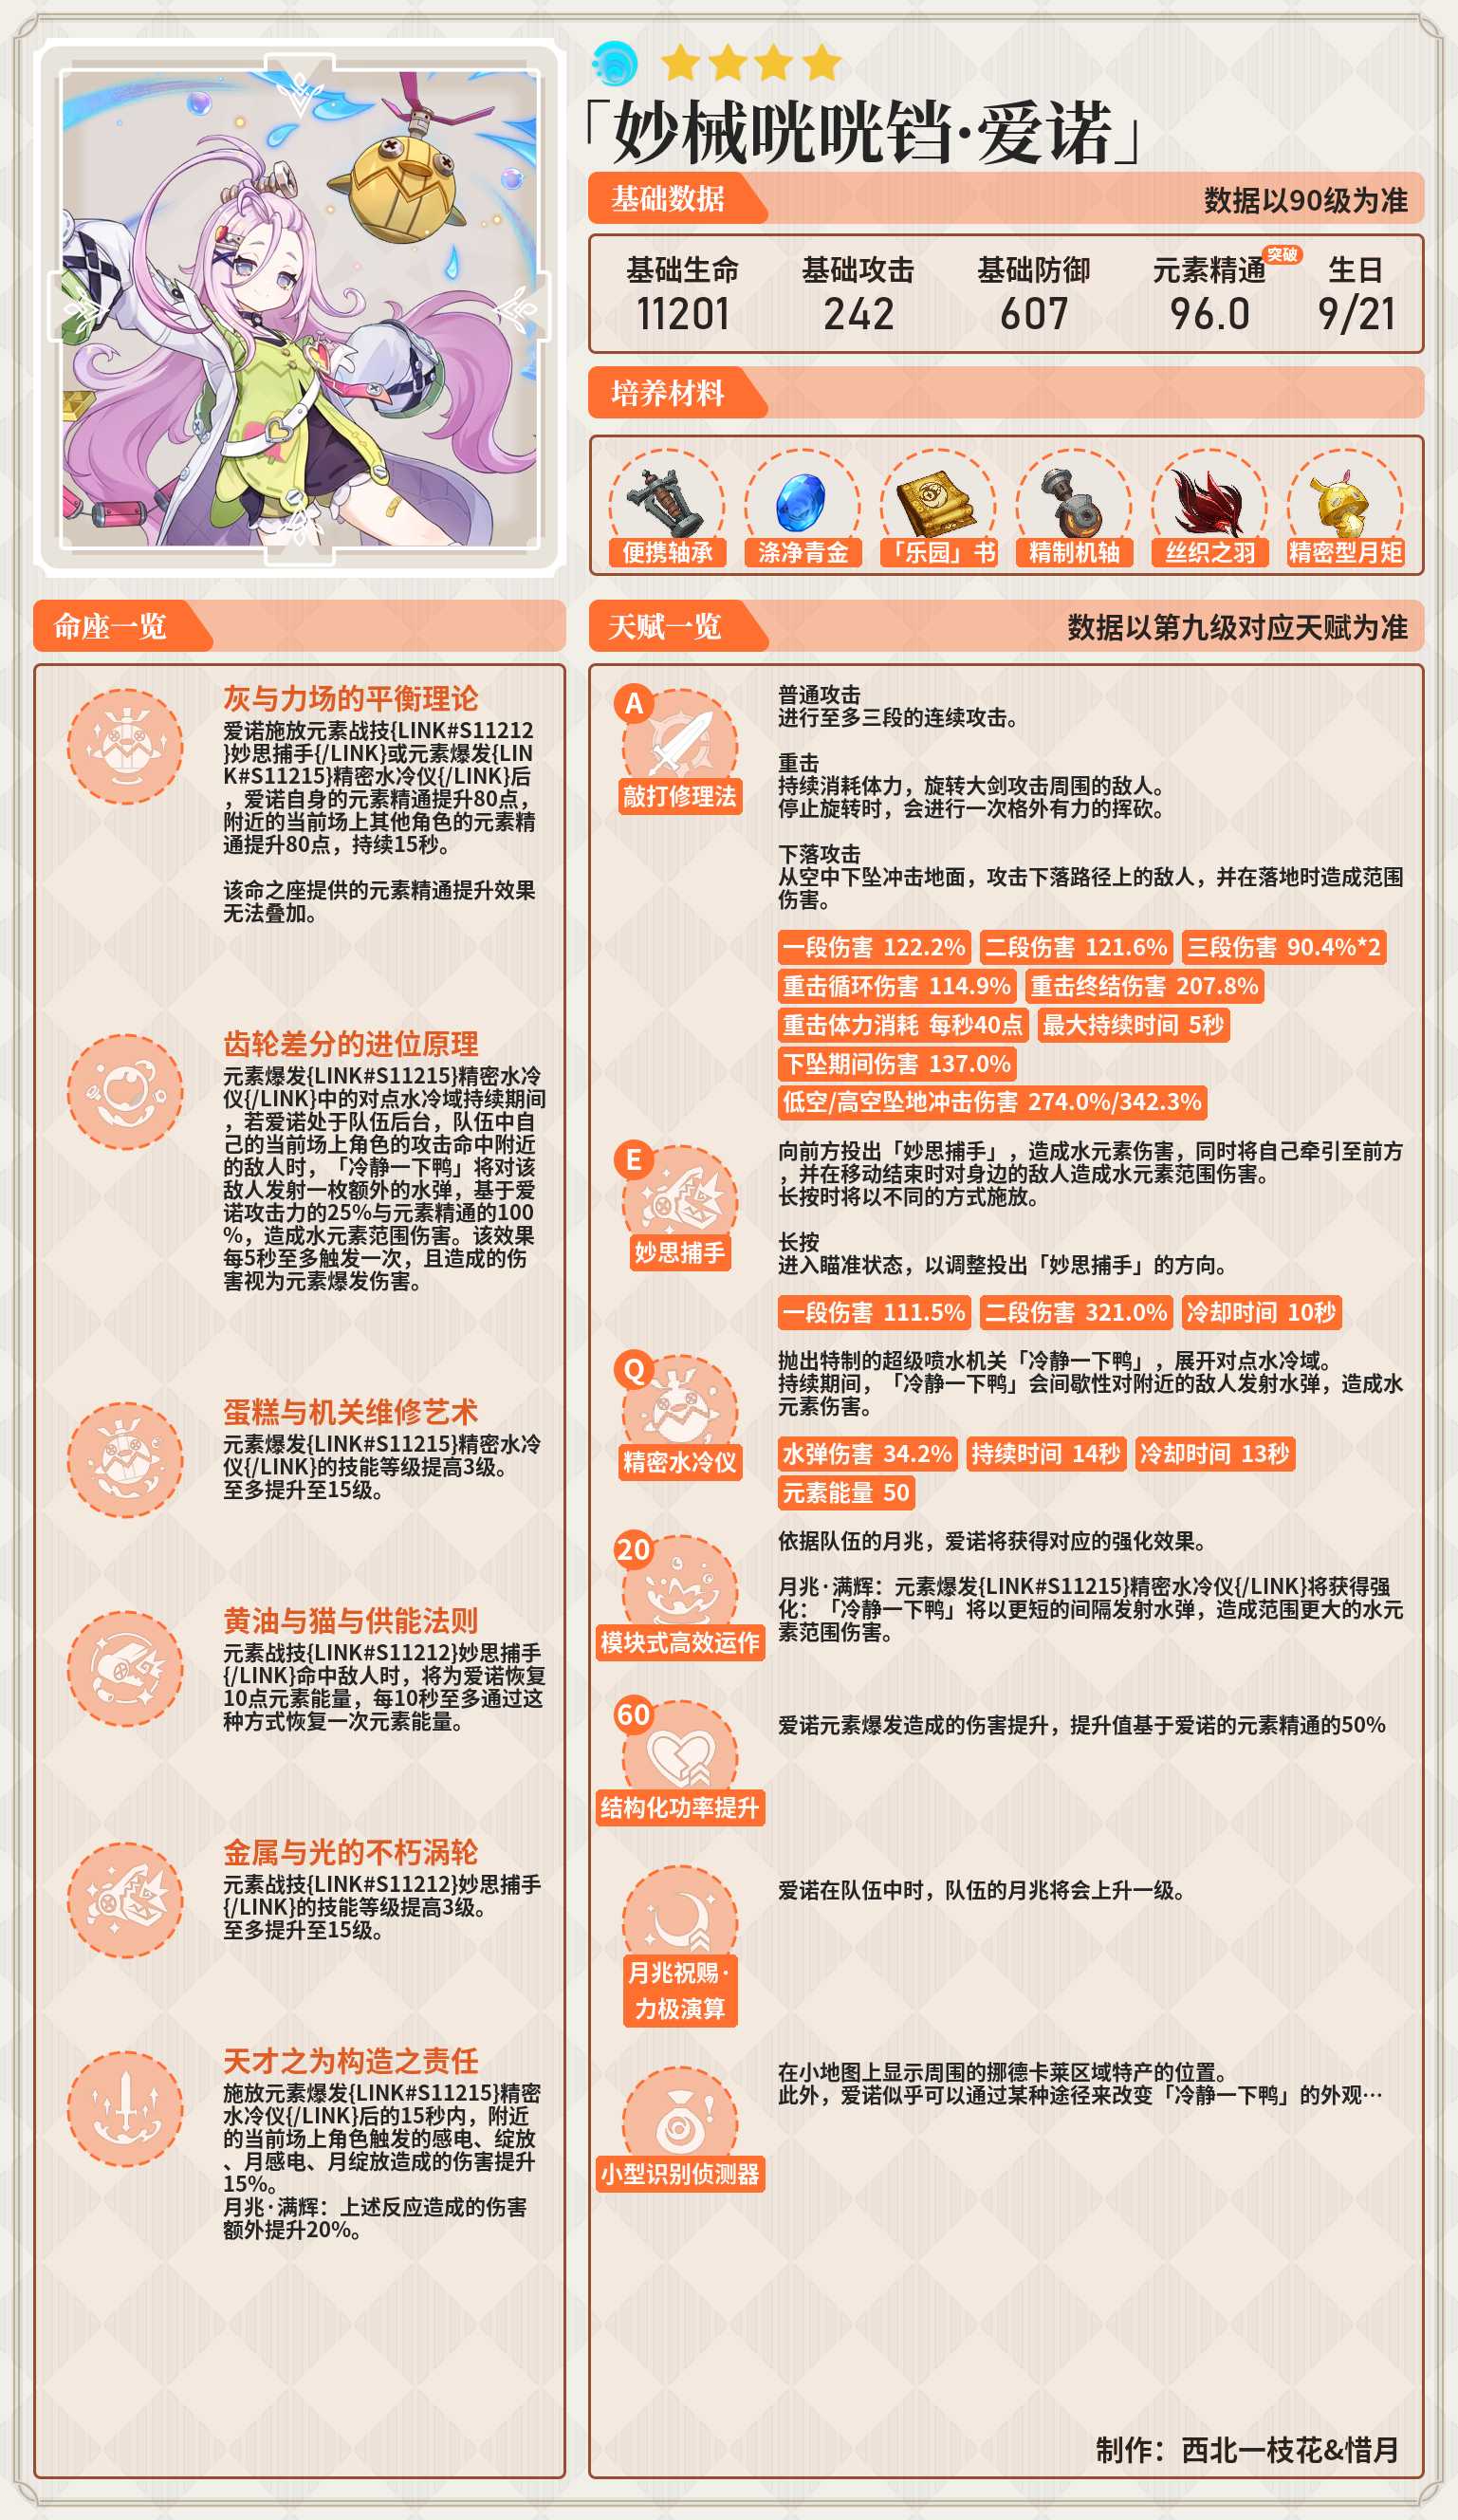 「妙械咣咣铛·爱诺」
基础数据
数据以90级为准
基础生命
基础攻击
基础防御
元素精通
突破
生日
11201
242
607
96.0
9/21
培养材料
便携轴承
涤净青金
「乐园」书
精制机轴
丝织之羽
精密型月矩
命座一览
灰与力场的平衡理论
爱诺施放元素战技{LINK#S11212
}妙思捕手{/LINK}或元素爆发{LIN
K#S11215}精密水冷仪{/LINK}后
，爱诺自身的元素精通提升80点，
附近的当前场上其他角色的元素精
通提升80点，持续15秒。
该命之座提供的元素精通提升效果
无法叠加。
齿轮差分的进位原理
元素爆发{LINK#S11215}精密水冷
仪{/LINK}中的对点水冷域持续期间
，若爱诺处于队伍后台，队伍中自
己的当前场上角色的攻击命中附近
的敌人时，「冷静一下鸭」将对该
敌人发射一枚额外的水弹，基于爱
诺攻击力的25%与元素精通的100
%，造成水元素范围伤害。该效果
每5秒至多触发一次，且造成的伤
害视为元素爆发伤害。
蛋糕与机关维修艺术
元素爆发{LINK#S11215}精密水冷
仪{/LINK}的技能等级提高3级。
至多提升至15级。
黄油与猫与供能法则
元素战技{LINK#S11212}妙思捕手
{/LINK}命中敌人时，将为爱诺恢复
10点元素能量，每10秒至多通过这
种方式恢复一次元素能量。
金属与光的不朽涡轮
元素战技{LINK#S11212}妙思捕手
{/LINK}的技能等级提高3级。
至多提升至15级。
天才之为构造之责任
施放元素爆发{LINK#S11215}精密
水冷仪{/LINK}后的15秒内，附近
的当前场上角色触发的感电、绽放
、月感电、月绽放造成的伤害提升
15%。
月兆·满辉：上述反应造成的伤害
额外提升20%。
天赋一览
数据以第九级对应天赋为准
A
敲打修理法
普通攻击
进行至多三段的连续攻击。
重击
持续消耗体力，旋转大剑攻击周围的敌人。
停止旋转时，会进行一次格外有力的挥砍。
下落攻击
从空中下坠冲击地面，攻击下落路径上的敌人，并在落地时造成范围
伤害。
一段伤害 122.2% 二段伤害 121.6% 三段伤害 90.4%*2
重击循环伤害 114.9% 重击终结伤害 207.8%
重击体力消耗 每秒40点 最大持续时间 5秒
下坠期间伤害 137.0%
低空/高空坠地冲击伤害 274.0%/342.3%
E
妙思捕手
向前方投出「妙思捕手」，造成水元素伤害，同时将自己牵引至前方
，并在移动结束时对身边的敌人造成水元素范围伤害。
长按时将以不同的方式施放。
长按
进入瞄准状态，以调整投出「妙思捕手」的方向。
一段伤害 111.5% 二段伤害 321.0% 冷却时间 10秒
Q
精密水冷仪
抛出特制的超级喷水机关「冷静一下鸭」，展开对点水冷域。
持续期间，「冷静一下鸭」会间歇性对附近的敌人发射水弹，造成水
元素伤害。
水弹伤害 34.2% 持续时间 14秒 冷却时间 13秒
元素能量 50
20
模块式高效运作
依据队伍的月兆，爱诺将获得对应的强化效果。
月兆·满辉：元素爆发{LINK#S11215}精密水冷仪{/LINK}将获得强
化：「冷静一下鸭」将以更短的间隔发射水弹，造成范围更大的水元
素范围伤害。
60
结构化功率提升
爱诺元素爆发造成的伤害提升，提升值基于爱诺的元素精通的50%
月兆祝赐·
力极演算
爱诺在队伍中时，队伍的月兆将会上升一级。
小型识别侦测器
在小地图上显示周围的挪德卡莱区域特产的位置。
此外，爱诺似乎可以通过某种途径来改变「冷静一下鸭」的外观…
制作：西北一枝花&惜月